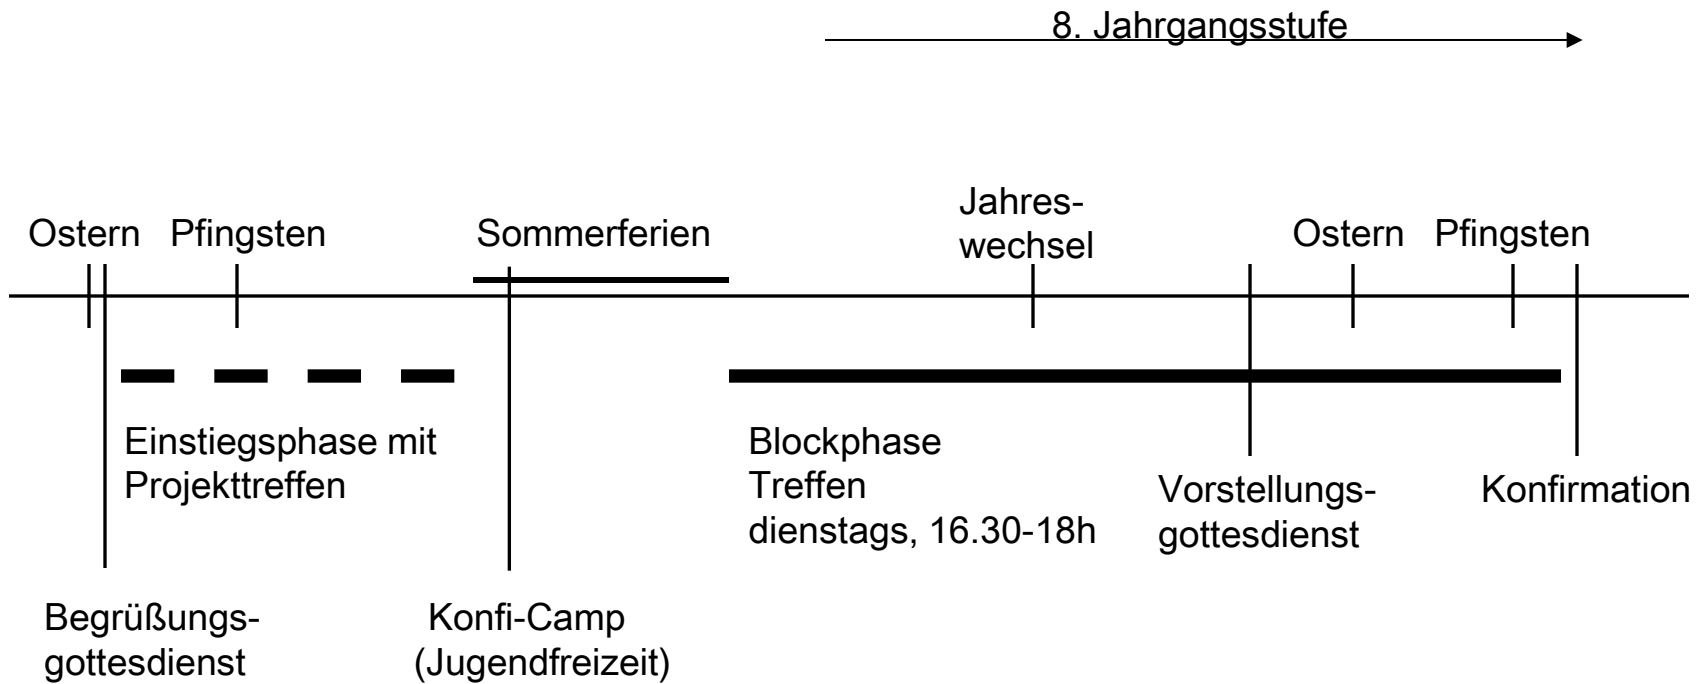 8. Jahrgangsstufe
Jahres-
wechsel
Ostern
Pfingsten
Sommerferien
Ostern
Pfingsten
Einstiegsphase mit
Projekttreffen
Blockphase
Treffen
dienstags, 16.30-18h
Vorstellungs-
gottesdienst
Konfirmation
Begrüßungs-
gottesdienst
Konfi-Camp
(Jugendfreizeit)